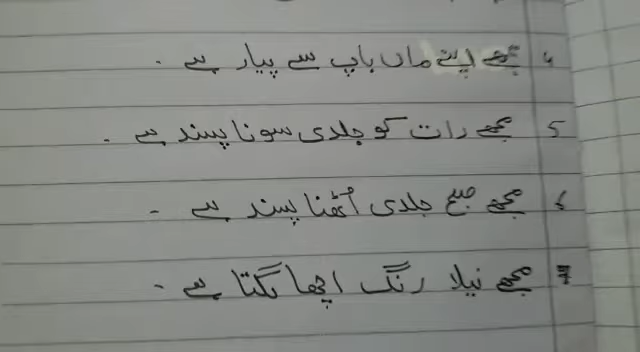 4 مجھے اپنے ماں باپ سے پیار ہے ۔
5 مجھے رات کو جلدی سونا پسند ہے ۔
6 مجھے صبح جلدی اُٹھنا پسند ہے ۔
7 مجھے نیلا رنگ اچھا لگتا ہے ۔